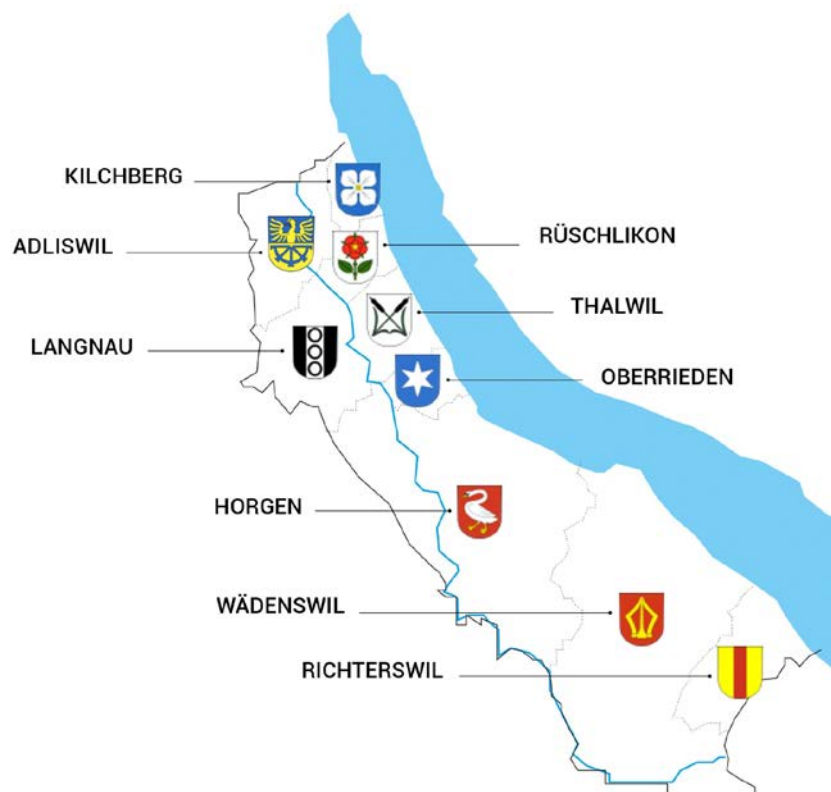 KILCHBERG
ADLISWIL
RÜSCHLIKON
THALWIL
LANGNAU
OBERRIEDEN
HORGEN
WÄDENSWIL
RICHTERSWIL